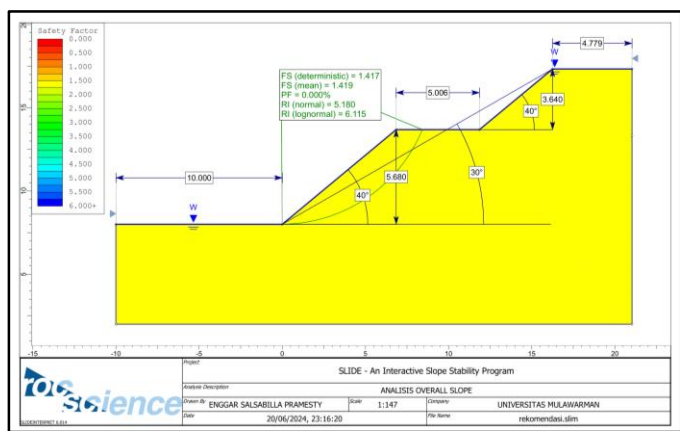 Safety Factor
0.000
0.500
1.000
1.500
2.000
2.500
3.000
3.500
4.000
4.500
5.000
5.500
6.000+
FS (deterministic) = 1.417
FS (mean) = 1.419
PF = 0.000%
RI (normal) = 5.180
RI (lognormal) = 6.115
4.779
W
5.006
3.640
40°
10.000
5.680
30°
40°
W
20
15
10
5
-15
-10
-5
0
5
10
15
20
rocscience
SLIDEINTERPRET 6.014
Project
SLIDE - An Interactive Slope Stability Program
Analysis Description
ANALISIS OVERALL SLOPE
Drawn By
ENGGAR SALSABILLA PRAMESTY
Scale
1:147
Company
UNIVERSITAS MULAWARMAN
Date
20/06/2024, 23:16:20
File Name
rekomendasi.slim